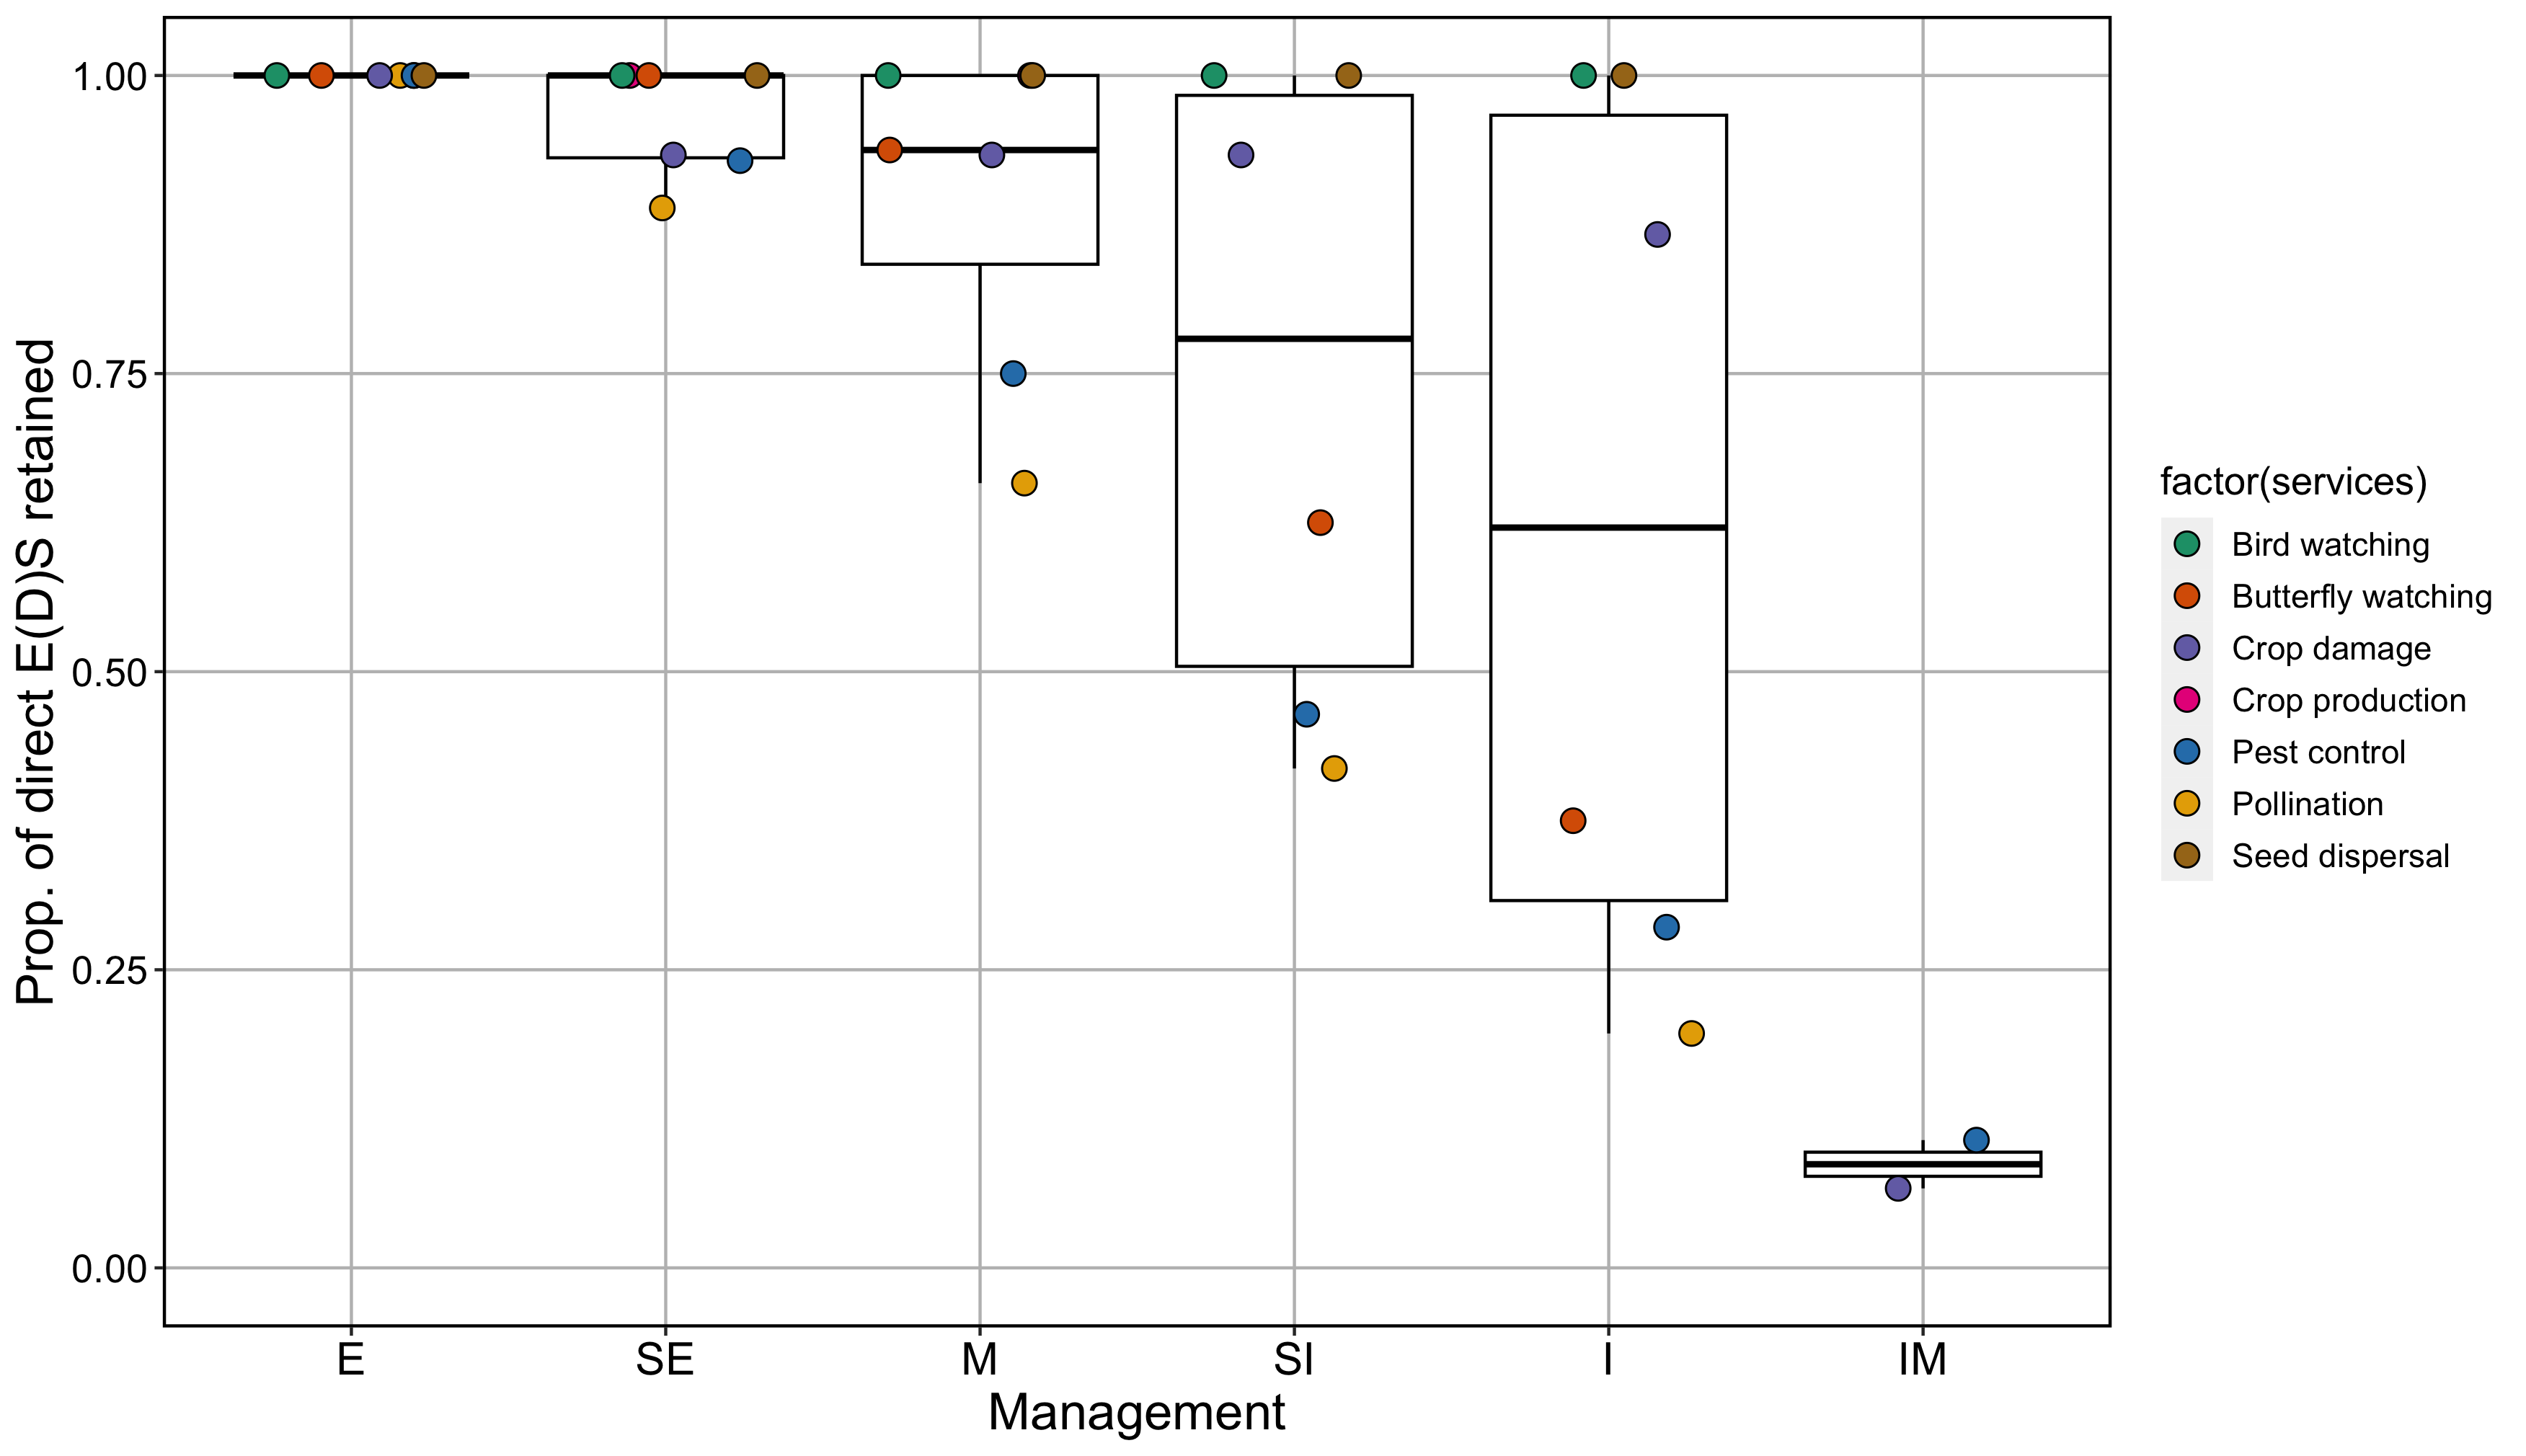 Prop. of direct E(D)S retained
1.00
0.75
0.50
0.25
0.00
E SE M SI I IM
Management
factor(services)
Bird watching
Butterfly watching
Crop damage
Crop production
Pest control
Pollination
Seed dispersal